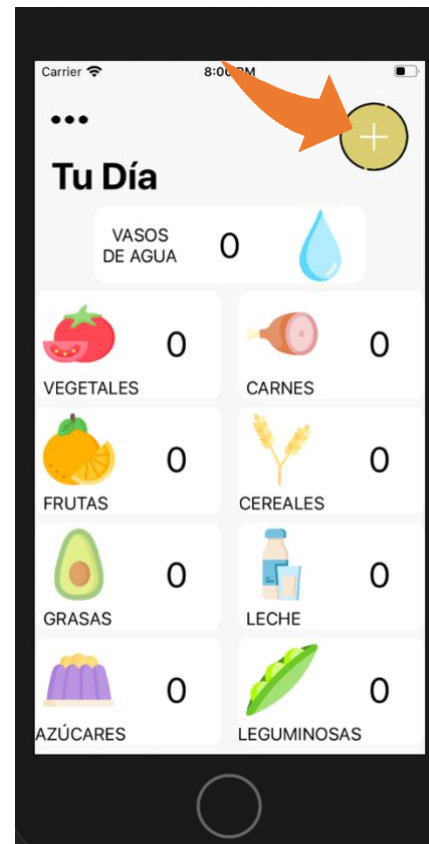 Carrier
8:00 PM
Tu Día
VASOS
DE AGUA
0
0
0
VEGETALES
CARNES
0
0
FRUTAS
CEREALES
0
0
GRASAS
LECHE
0
0
AZÚCARES
LEGUMINOSAS